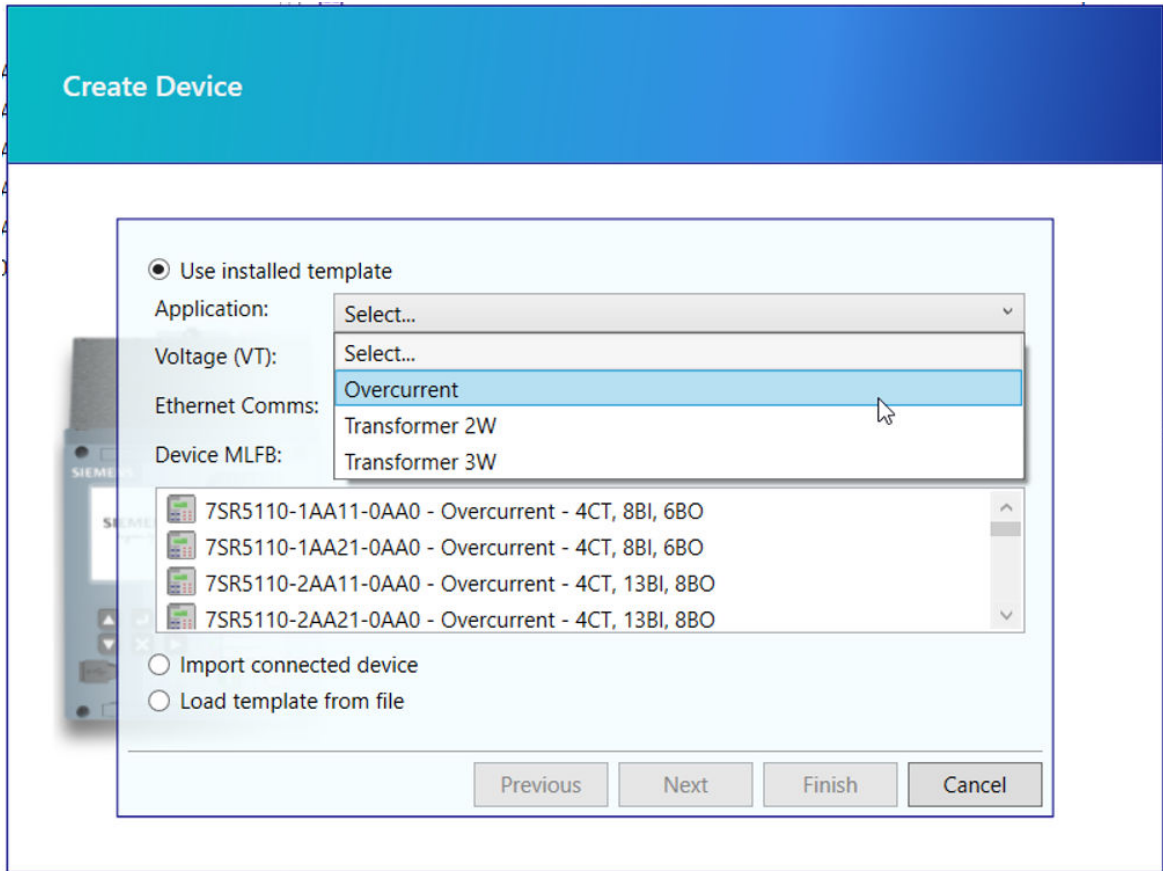 Create Device
Use installed template
Application:
Select...
Voltage (VT):
Select...
Overcurrent
Ethernet Comms:
Transformer 2W
Device MLFB:
Transformer 3W
7SR5110-1AA11-0AA0 - Overcurrent - 4CT, 8BI, 6BO
7SR5110-1AA21-0AA0 - Overcurrent - 4CT, 8BI, 6BO
7SR5110-2AA11-0AA0 - Overcurrent - 4CT, 13BI, 8BO
7SR5110-2AA21-0AA0 - Overcurrent - 4CT, 13BI, 8BO
Import connected device
Load template from file
Previous
Next
Finish
Cancel